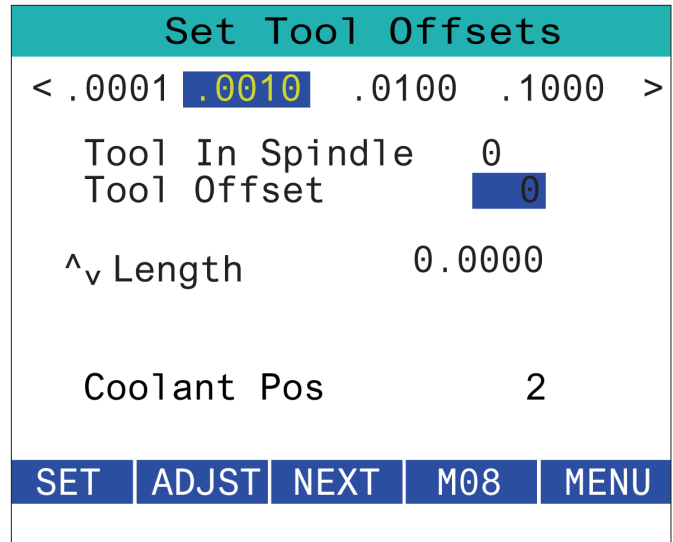 Set Tool Offsets
< .0001 .0010 .0100 .1000 >
Tool In Spindle 0
Tool Offset 0
^v Length 0.0000
Coolant Pos 2
SET ADJST NEXT M08 MENU